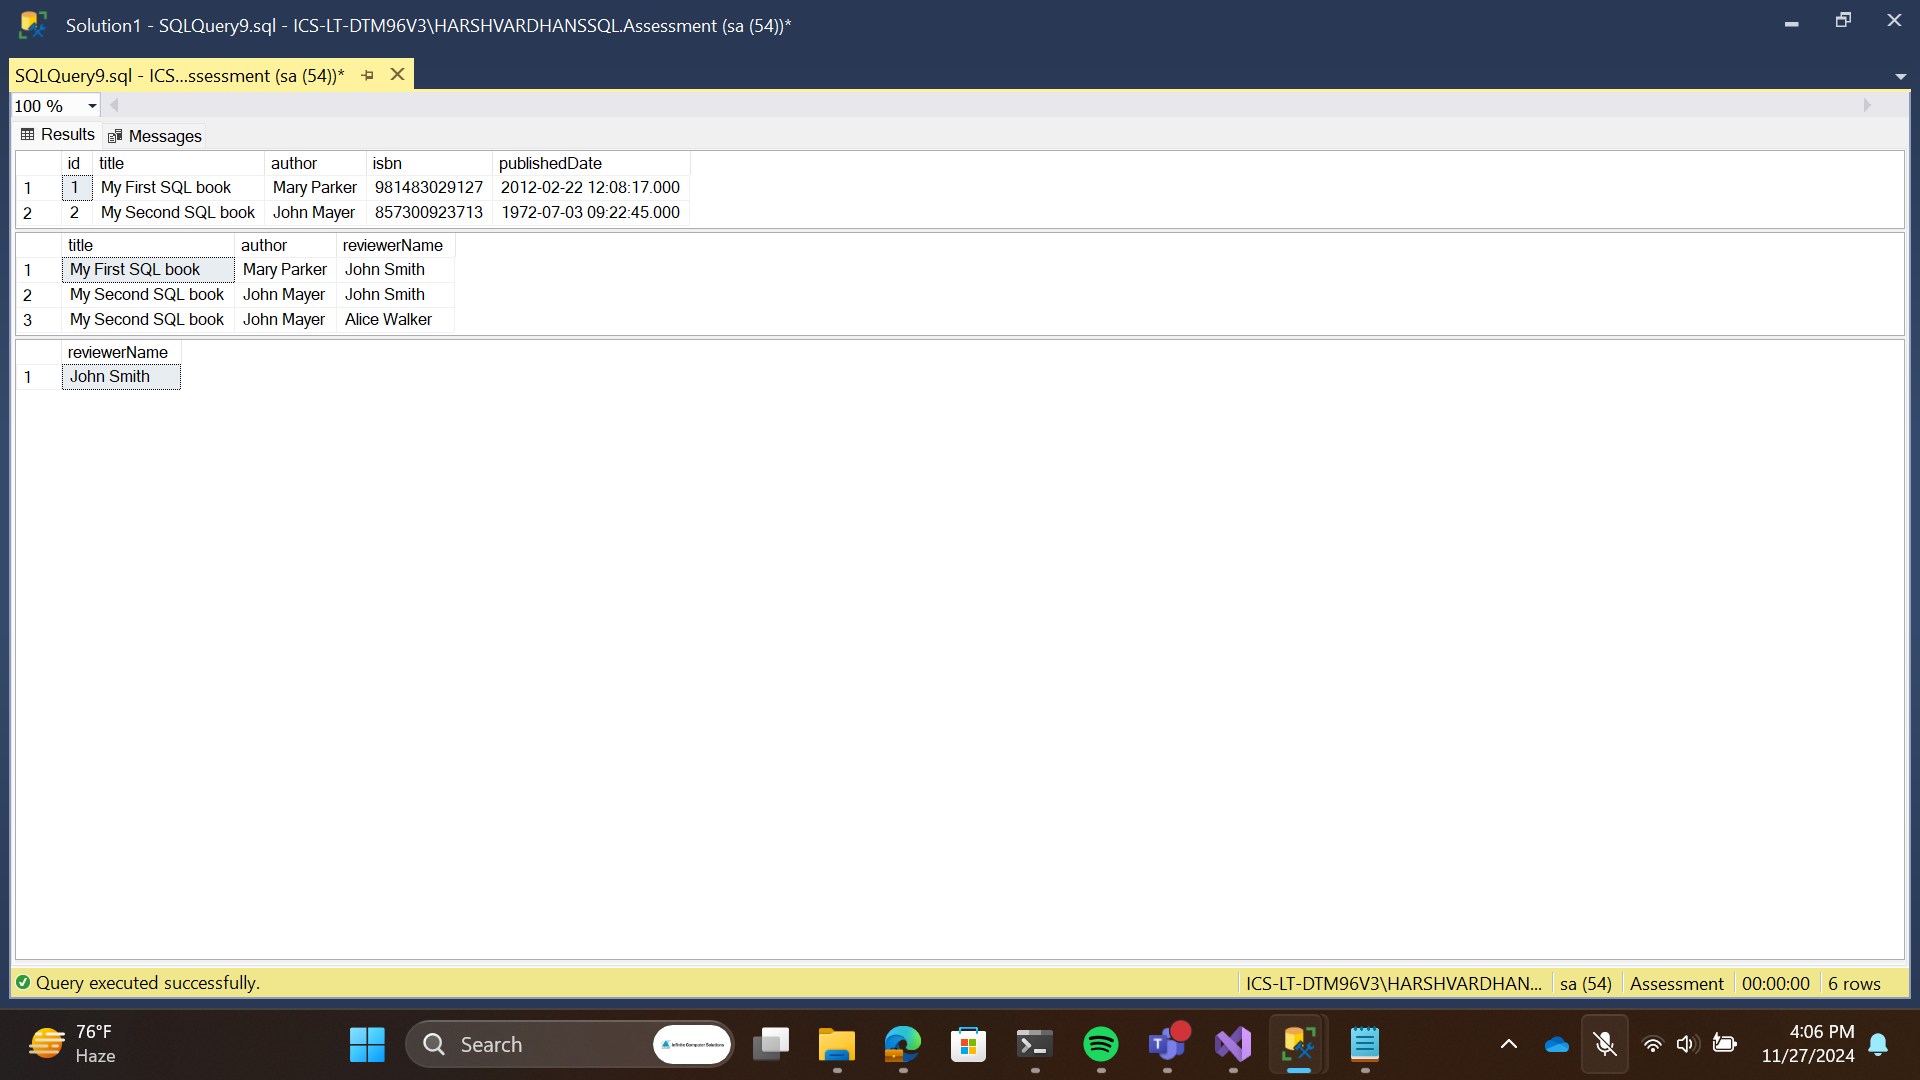 Solution1 - SQLQuery9.sql - ICS-LT-DTM96V3\HARSHVARDHANSSQL.Assessment (sa (54))*
SQLQuery9.sql - ICS...ssessment (sa (54))*
100 %
Results Messages
id title author isbn publishedDate
1 1 My First SQL book Mary Parker 981483029127 2012-02-22 12:08:17.000
2 2 My Second SQL book John Mayer 857300923713 1972-07-03 09:22:45.000
title author reviewerName
1 My First SQL book Mary Parker John Smith
2 My Second SQL book John Mayer John Smith
3 My Second SQL book John Mayer Alice Walker
reviewerName
1 John Smith
Query executed successfully. ICS-LT-DTM96V3\HARSHVARDHAN... sa (54) Assessment 00:00:00 6 rows
76°F
Haze
Search
Infinite Computer Solutions
4:06 PM
11/27/2024